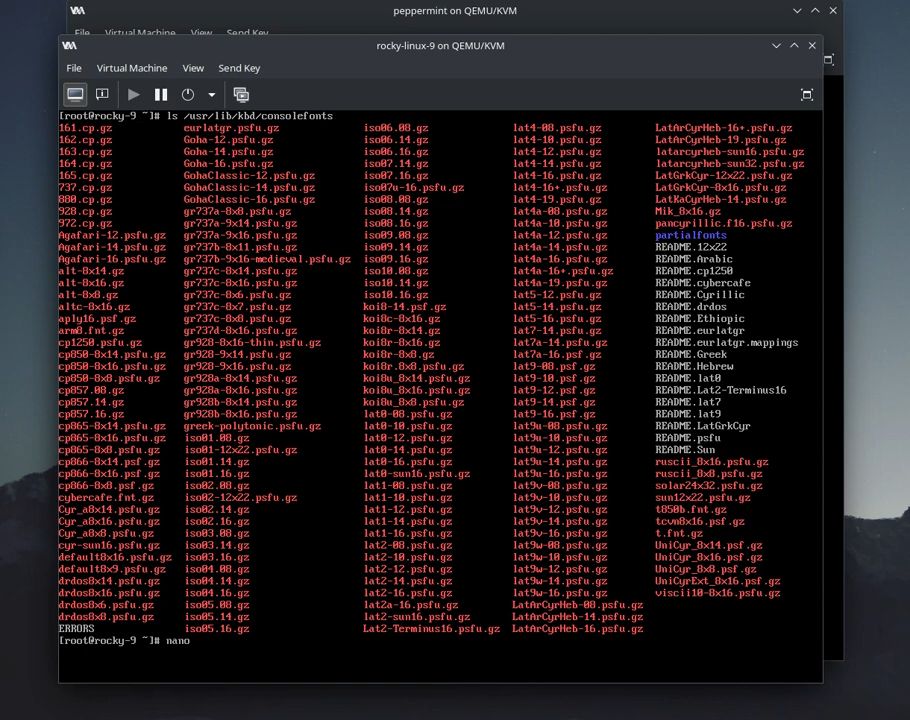 peppermint on QEMU/KVM
File Virtual Machine View Send Key
rocky-linux-9 on QEMU/KVM
File Virtual Machine View Send Key
[root@rocky-9 ~]# ls /usr/lib/kbd/consolefonts
161.cp.gz eurlatgr.psfu.gz iso06.08.gz lat4-08.psfu.gz LatArCyrHeb-16+.psfu.gz
162.cp.gz Goha-12.psfu.gz iso06.14.gz lat4-10.psfu.gz LatArCyrHeb-19.psfu.gz
163.cp.gz Goha-14.psfu.gz iso06.16.gz lat4-12.psfu.gz latarcyrheb-sun16.psfu.gz
164.cp.gz Goha-16.psfu.gz iso07.14.gz lat4-14.psfu.gz latarcyrheb-sun32.psfu.gz
165.cp.gz GohaClassic-12.psfu.gz iso07.16.gz lat4-16.psfu.gz LatGrkCyr-12x22.psfu.gz
737.cp.gz GohaClassic-14.psfu.gz iso07u-16.psfu.gz lat4-16+.psfu.gz LatGrkCyr-8x16.psfu.gz
880.cp.gz GohaClassic-16.psfu.gz iso08.08.gz lat4-19.psfu.gz LatKaCyrHeb-14.psfu.gz
928.cp.gz gr737a-8x8.psfu.gz iso08.14.gz lat4a-08.psfu.gz Mik_8x16.gz
972.cp.gz gr737a-9x14.psfu.gz iso08.16.gz lat4a-10.psfu.gz pancyrillic.f16.psfu.gz
Agafari-12.psfu.gz gr737a-9x16.psfu.gz iso09.08.gz lat4a-12.psfu.gz partialfonts
Agafari-14.psfu.gz gr737b-8x11.psfu.gz iso09.14.gz lat4a-14.psfu.gz README.12x22
Agafari-16.psfu.gz gr737b-9x16-medieval.psfu.gz iso09.16.gz lat4a-16.psfu.gz README.Arabic
alt-8x14.gz gr737c-8x14.psfu.gz iso10.08.gz lat4a-16+.psfu.gz README.cp1250
alt-8x16.gz gr737c-8x16.psfu.gz iso10.14.gz lat4a-19.psfu.gz README.cybercafe
alt-8x8.gz gr737c-8x6.psfu.gz iso10.16.gz lat5-12.psfu.gz README.Cyrillic
altc-8x16.gz gr737c-8x7.psfu.gz koi8-14.psf.gz lat5-14.psfu.gz README.drdos
aply16.psf.gz gr737c-8x8.psfu.gz koi8c-8x16.gz lat5-16.psfu.gz README.Ethiopic
arm8.fnt.gz gr737d-8x16.psfu.gz koi8r-8x14.gz lat7-14.psfu.gz README.eurlatgr
cp1250.psfu.gz gr928-8x16-thin.psfu.gz koi8r-8x16.gz lat7a-14.psfu.gz README.eurlatgr.mappings
cp850-8x14.psfu.gz gr928-9x14.psfu.gz koi8r-8x8.gz lat7a-16.psf.gz README.Greek
cp850-8x16.psfu.gz gr928-9x16.psfu.gz koi8r.8x8.psfu.gz lat9-08.psf.gz README.Hebrew
cp850-8x8.psfu.gz gr928a-8x14.psfu.gz koi8u_8x14.psfu.gz lat9-10.psf.gz README.lat0
cp857.08.gz gr928a-8x16.psfu.gz koi8u_8x16.psfu.gz lat9-12.psf.gz README.Lat2-Terminus16
cp857.14.gz gr928b-8x14.psfu.gz koi8u_8x8.psfu.gz lat9-14.psf.gz README.lat7
cp857.16.gz gr928b-8x16.psfu.gz lat0-08.psfu.gz lat9-16.psf.gz README.lat9
cp865-8x14.psfu.gz greek-polytonic.psfu.gz lat0-10.psfu.gz lat9u-08.psfu.gz README.LatGrkCyr
cp865-8x16.psfu.gz iso01.08.gz lat0-12.psfu.gz lat9u-10.psfu.gz README.psfu
cp865-8x8.psfu.gz iso01-12x22.psfu.gz lat0-14.psfu.gz lat9u-12.psfu.gz README.Sun
cp866-8x14.psf.gz iso01.14.gz lat0-16.psfu.gz lat9u-14.psfu.gz ruscii_8x16.psfu.gz
cp866-8x16.psf.gz iso01.16.gz lat0-sun16.psfu.gz lat9u-16.psfu.gz ruscii_8x8.psfu.gz
cp866-8x8.psf.gz iso02.08.gz lat1-08.psfu.gz lat9v-08.psfu.gz solar24x32.psfu.gz
cybercafe.fnt.gz iso02-12x22.psfu.gz lat1-10.psfu.gz lat9v-10.psfu.gz sun12x22.psfu.gz
Cyr_a8x14.psfu.gz iso02.14.gz lat1-12.psfu.gz lat9v-12.psfu.gz t850b.fnt.gz
Cyr_a8x16.psfu.gz iso02.16.gz lat1-14.psfu.gz lat9v-14.psfu.gz tcvn8x16.psf.gz
Cyr_a8x8.psfu.gz iso03.08.gz lat1-16.psfu.gz lat9v-16.psfu.gz t.fnt.gz
cyr-sun16.psfu.gz iso03.14.gz lat2-08.psfu.gz lat9w-08.psfu.gz UniCyr_8x14.psf.gz
default8x16.psfu.gz iso03.16.gz lat2-10.psfu.gz lat9w-10.psfu.gz UniCyr_8x16.psf.gz
default8x9.psfu.gz iso04.08.gz lat2-12.psfu.gz lat9w-12.psfu.gz UniCyr_8x8.psf.gz
drdos8x14.psfu.gz iso04.14.gz lat2-14.psfu.gz lat9w-14.psfu.gz UniCyrExt_8x16.psf.gz
drdos8x16.psfu.gz iso04.16.gz lat2-16.psfu.gz lat9w-16.psfu.gz viscii10-8x16.psfu.gz
drdos8x6.psfu.gz iso05.08.gz lat2a-16.psfu.gz LatArCyrHeb-08.psfu.gz
drdos8x8.psfu.gz iso05.14.gz lat2-sun16.psfu.gz LatArCyrHeb-14.psfu.gz
ERRORS iso05.16.gz Lat2-Terminus16.psfu.gz LatArCyrHeb-16.psfu.gz
[root@rocky-9 ~]# nano